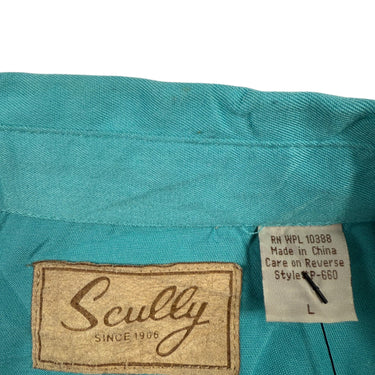 RN WPL 10388
Made in China
Care on Reverse
Style P-660
L
Scully
SINCE 1906